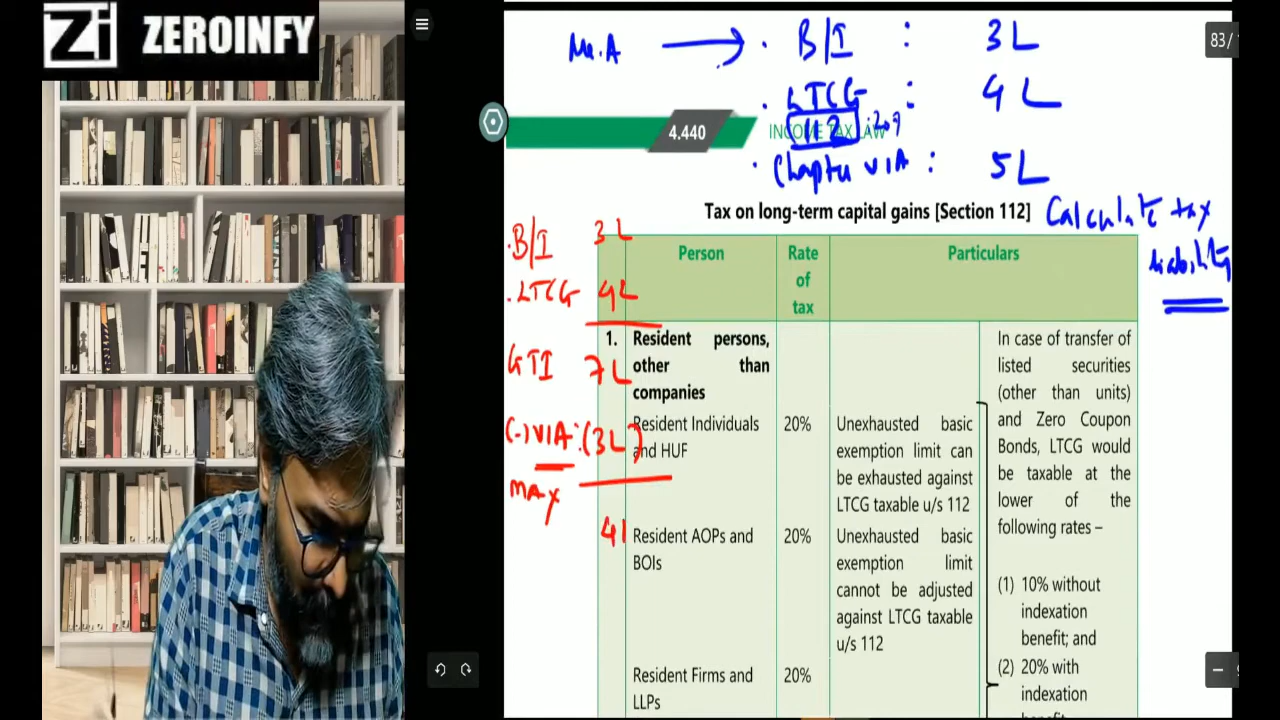 Zi ZEROINFY
Mr. A → . B/I : 3L
. LTCG : 4L
112 : 20%
. Chapter VIA : 5L
Calculate tax liability
83/
4.440 INCOME TAX LAW
Tax on long-term capital gains [Section 112]
. B/I 3L
. LTCG 4L
GTI 7L
(-) VIA : (3L)
MAX
4L
Person
Rate of tax
Particulars
1. Resident persons,
other than
companies
Resident Individuals
and HUF
20%
Unexhausted basic
exemption limit can
be exhausted against
LTCG taxable u/s 112
Resident AOPs and
BOIs
20%
Unexhausted basic
exemption limit
cannot be adjusted
against LTCG taxable
u/s 112
Resident Firms and
LLPs
20%
In case of transfer of
listed securities
(other than units)
and Zero Coupon
Bonds, LTCG would
be taxable at the
lower of the
following rates –
(1) 10% without
indexation
benefit; and
(2) 20% with
indexation